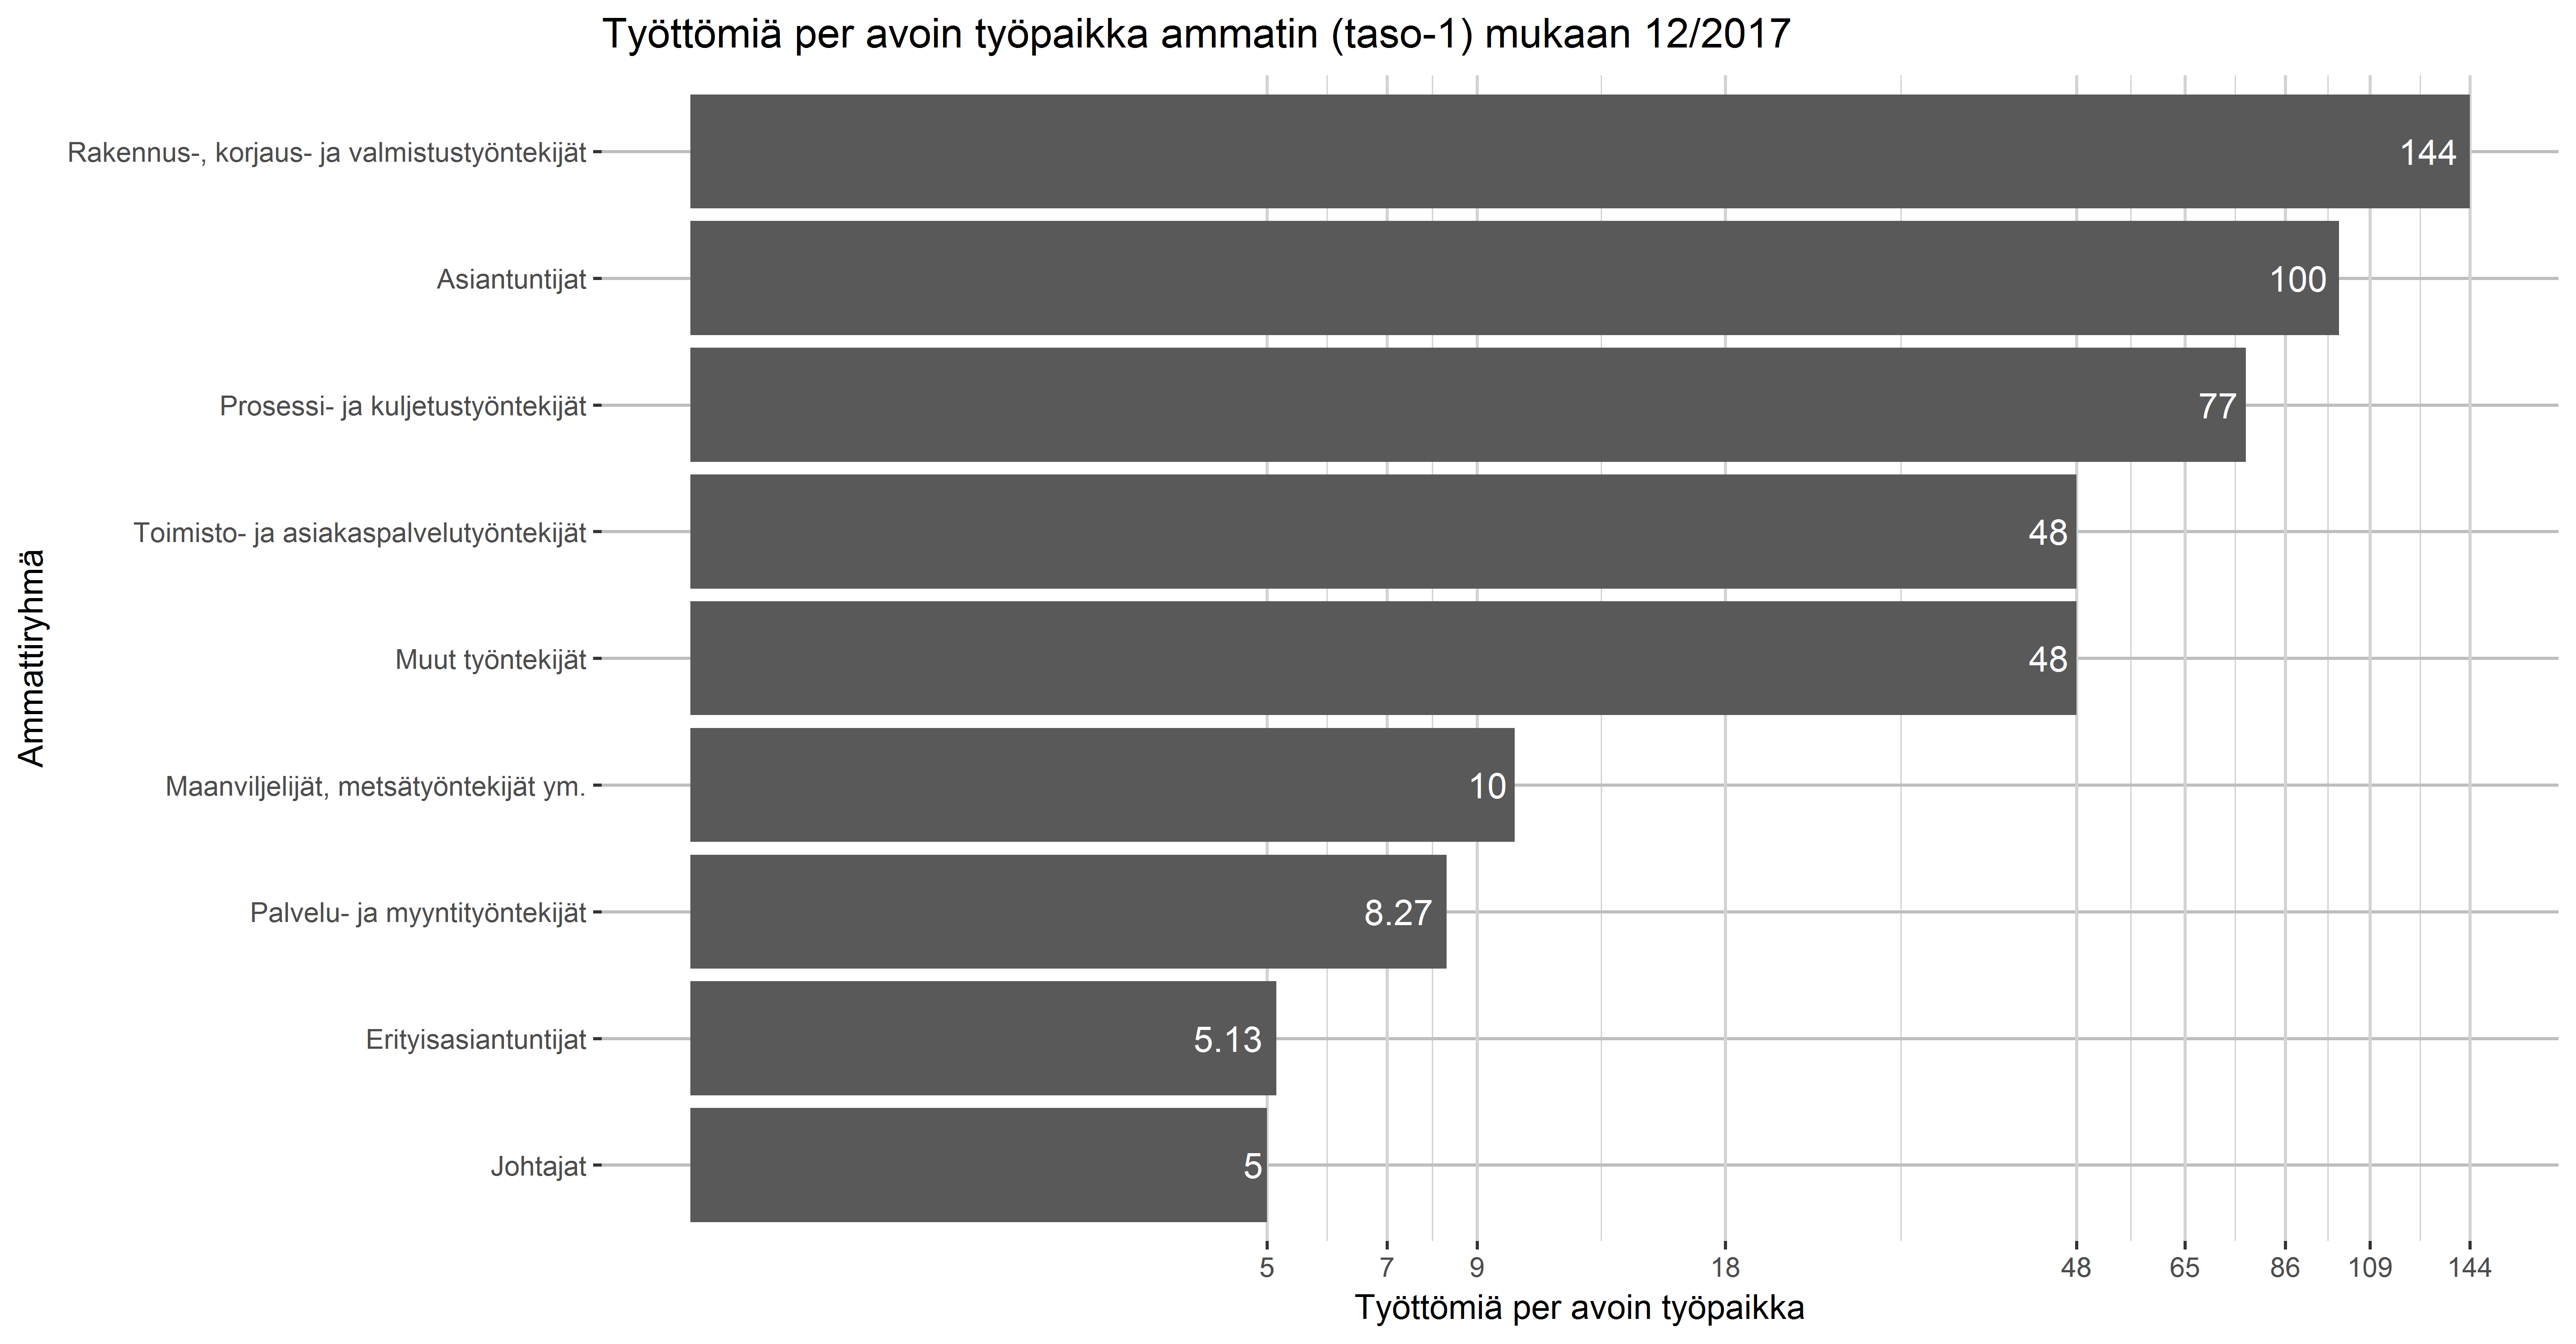 Työttömiä per avoin työpaikka ammatin (taso-1) mukaan 12/2017
Ammattiryhmä
Rakennus-, korjaus- ja valmistustyöntekijät
144
Asiantuntijat
100
Prosessi- ja kuljetustyöntekijät
77
Toimisto- ja asiakaspalvelutyöntekijät
48
Muut työntekijät
48
Maanviljelijät, metsätyöntekijät ym.
10
Palvelu- ja myyntityöntekijät
8.27
Erityisasiantuntijat
5.13
Johtajat
5
5 7 9 18 48 65 86 109 144
Työttömiä per avoin työpaikka